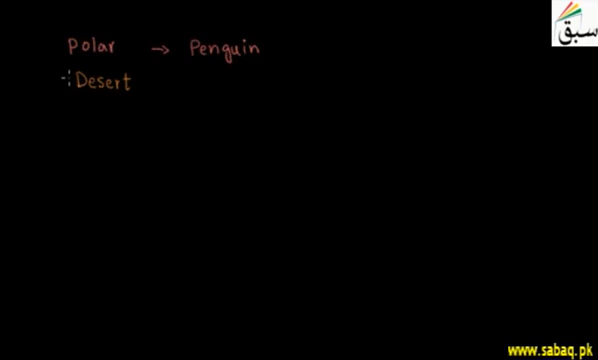 سبق
Polar → Penguin
Desert
www.sabaq.pk